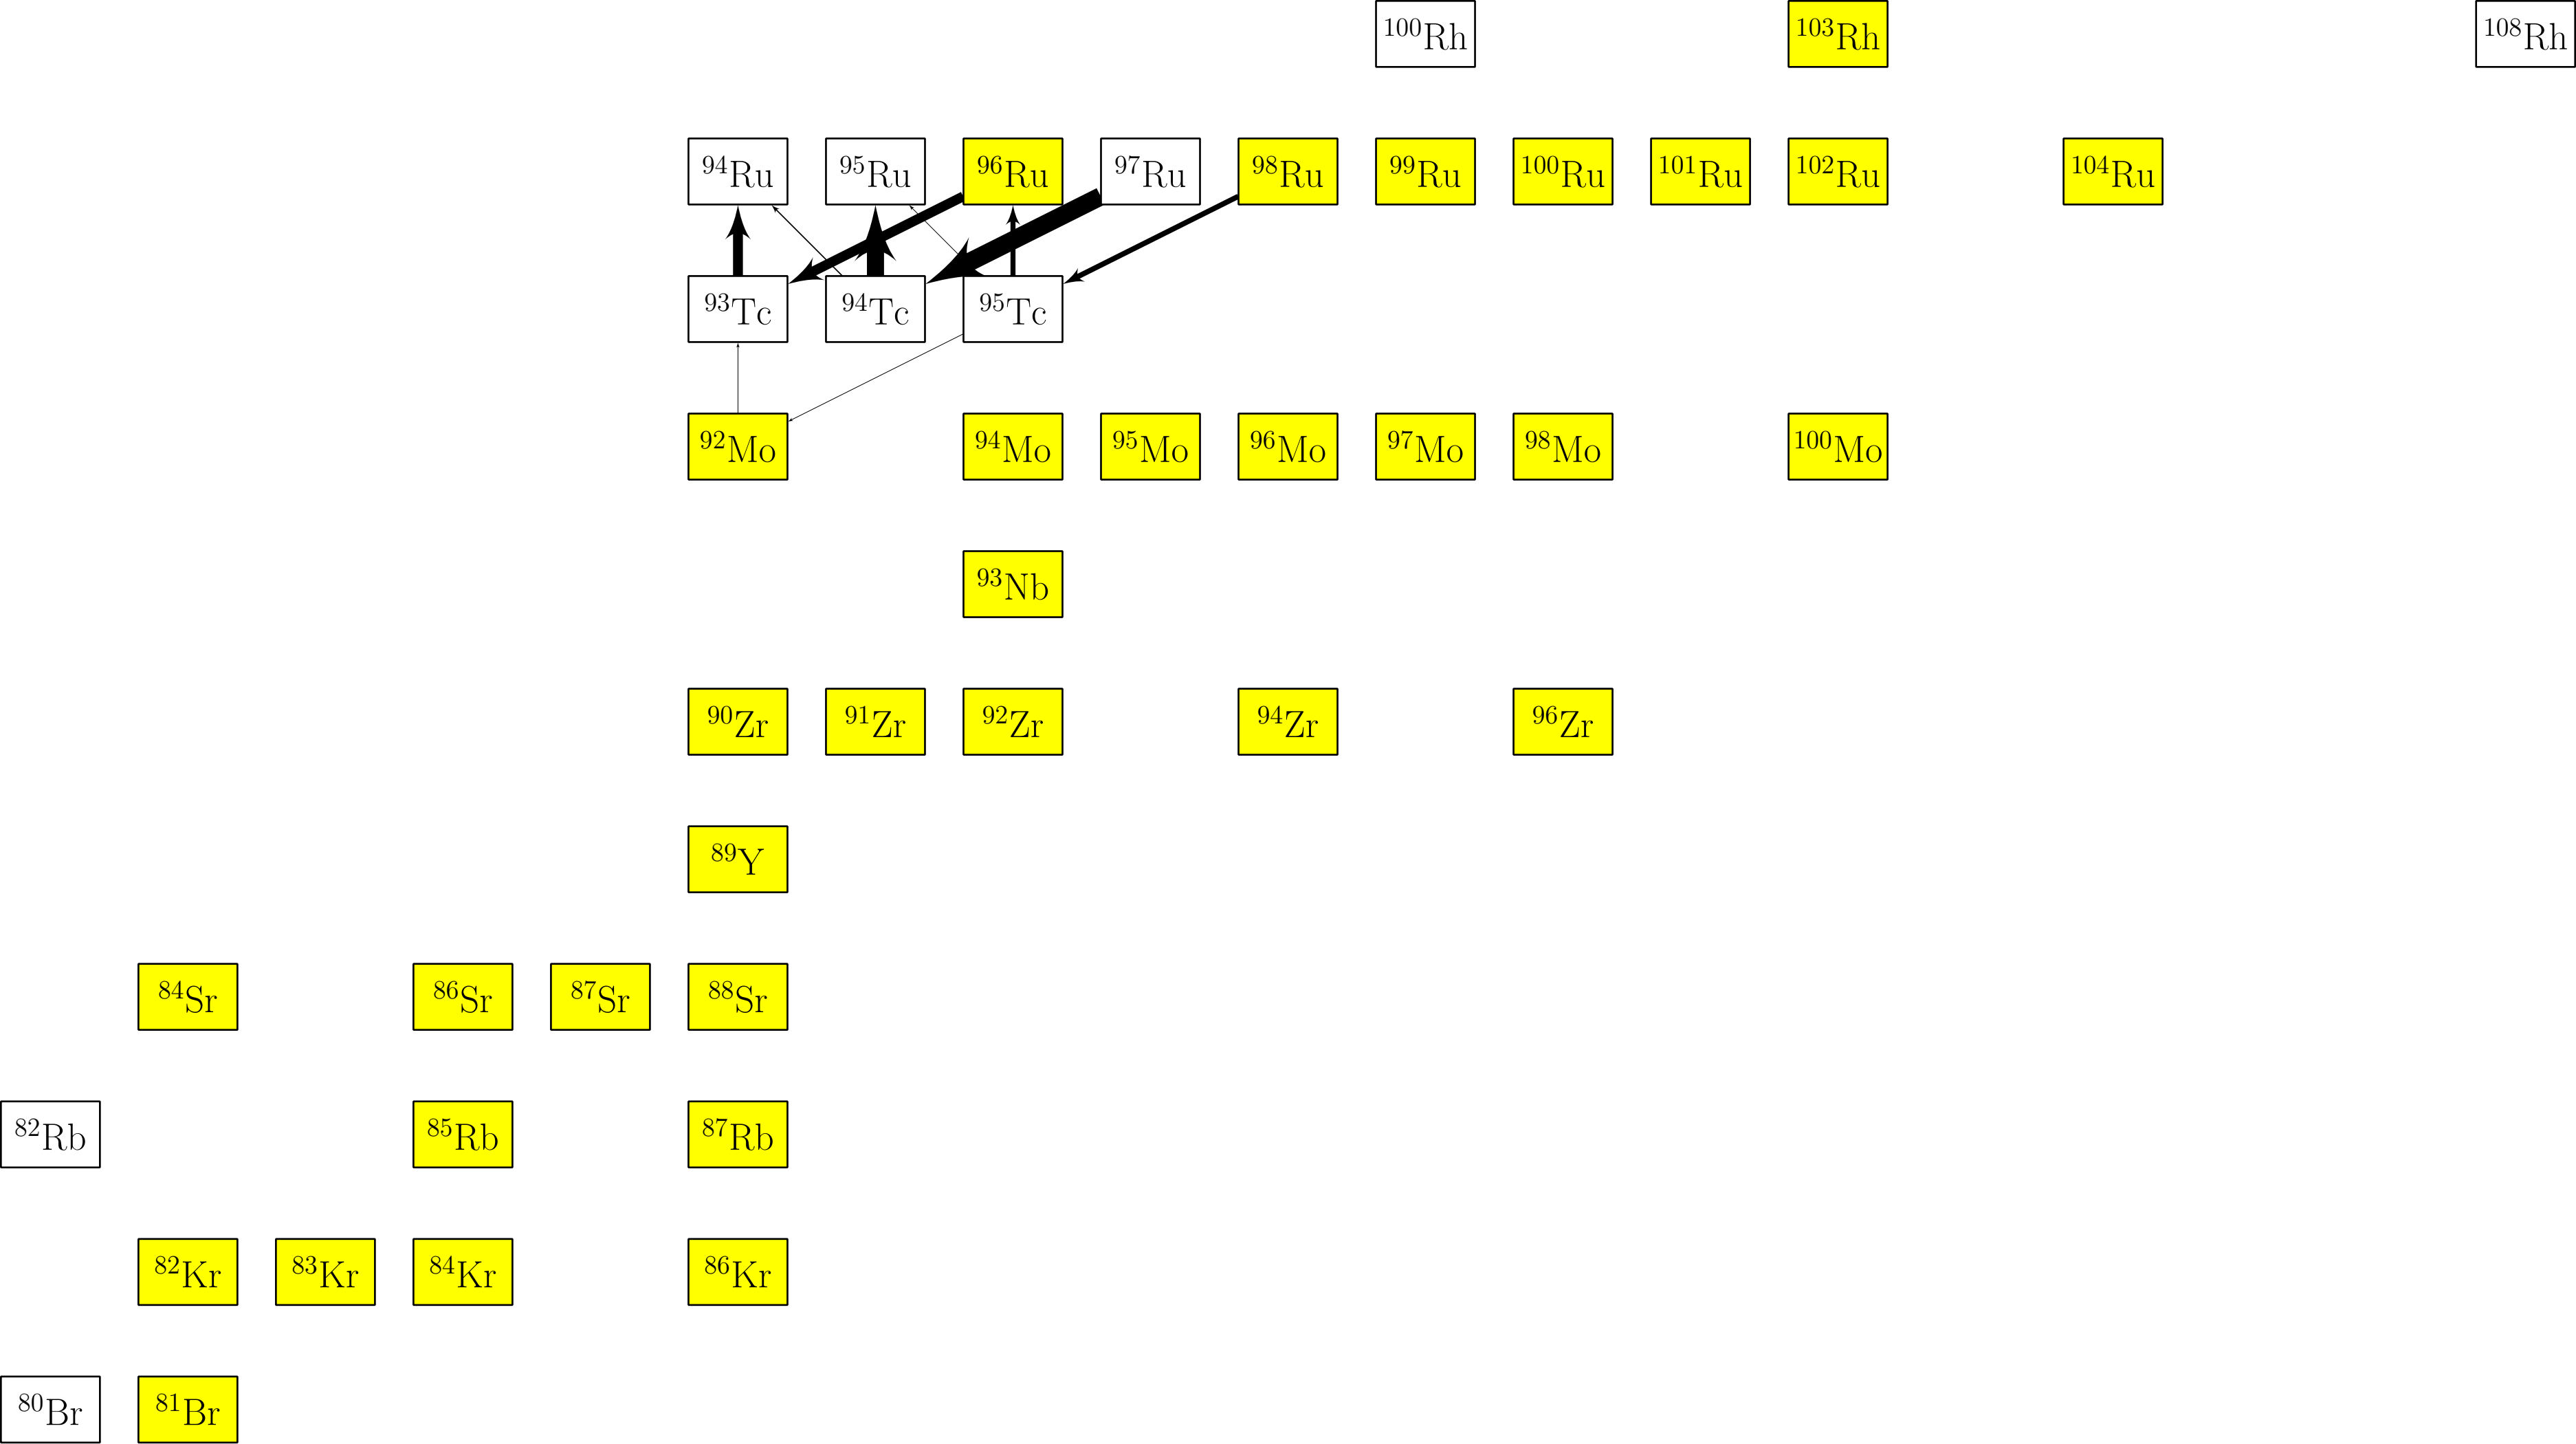 ¹⁰⁰Rh ¹⁰³Rh ¹⁰⁸Rh
⁹⁴Ru ⁹⁵Ru ⁹⁶Ru ⁹⁷Ru ⁹⁸Ru ⁹⁹Ru ¹⁰⁰Ru ¹⁰¹Ru ¹⁰²Ru ¹⁰⁴Ru
⁹³Tc ⁹⁴Tc ⁹⁵Tc
⁹²Mo ⁹⁴Mo ⁹⁵Mo ⁹⁶Mo ⁹⁷Mo ⁹⁸Mo ¹⁰⁰Mo
⁹³Nb
⁹⁰Zr ⁹¹Zr ⁹²Zr ⁹⁴Zr ⁹⁶Zr
⁸⁹Y
⁸⁴Sr ⁸⁶Sr ⁸⁷Sr ⁸⁸Sr
⁸²Rb ⁸⁵Rb ⁸⁷Rb
⁸²Kr ⁸³Kr ⁸⁴Kr ⁸⁶Kr
⁸⁰Br ⁸¹Br